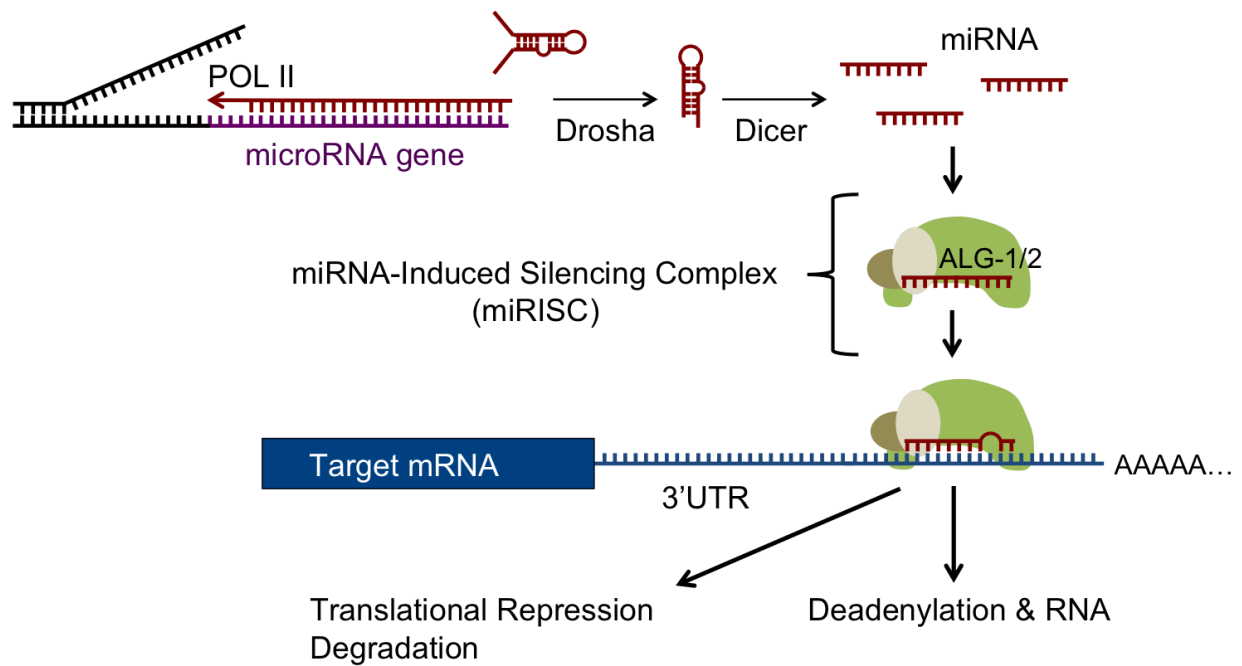 POL II
microRNA gene
Drosha
Dicer
miRNA
miRNA-Induced Silencing Complex
(miRISC)
ALG-1/2
Target mRNA
3'UTR
AAAAA...
Translational Repression
Degradation
Deadenylation & RNA